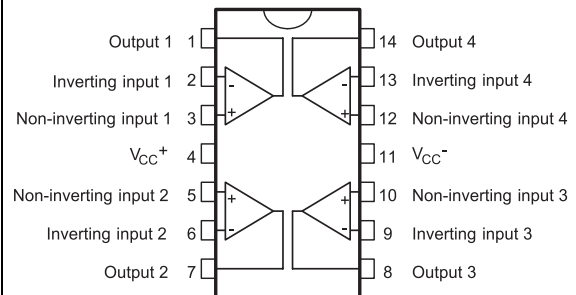 Output 1 1 14 Output 4
Inverting input 1 2 - - 13 Inverting input 4
Non-inverting input 1 3 + + 12 Non-inverting input 4
VCC+ 4 11 VCC-
Non-inverting input 2 5 + + 10 Non-inverting input 3
Inverting input 2 6 - - 9 Inverting input 3
Output 2 7 8 Output 3